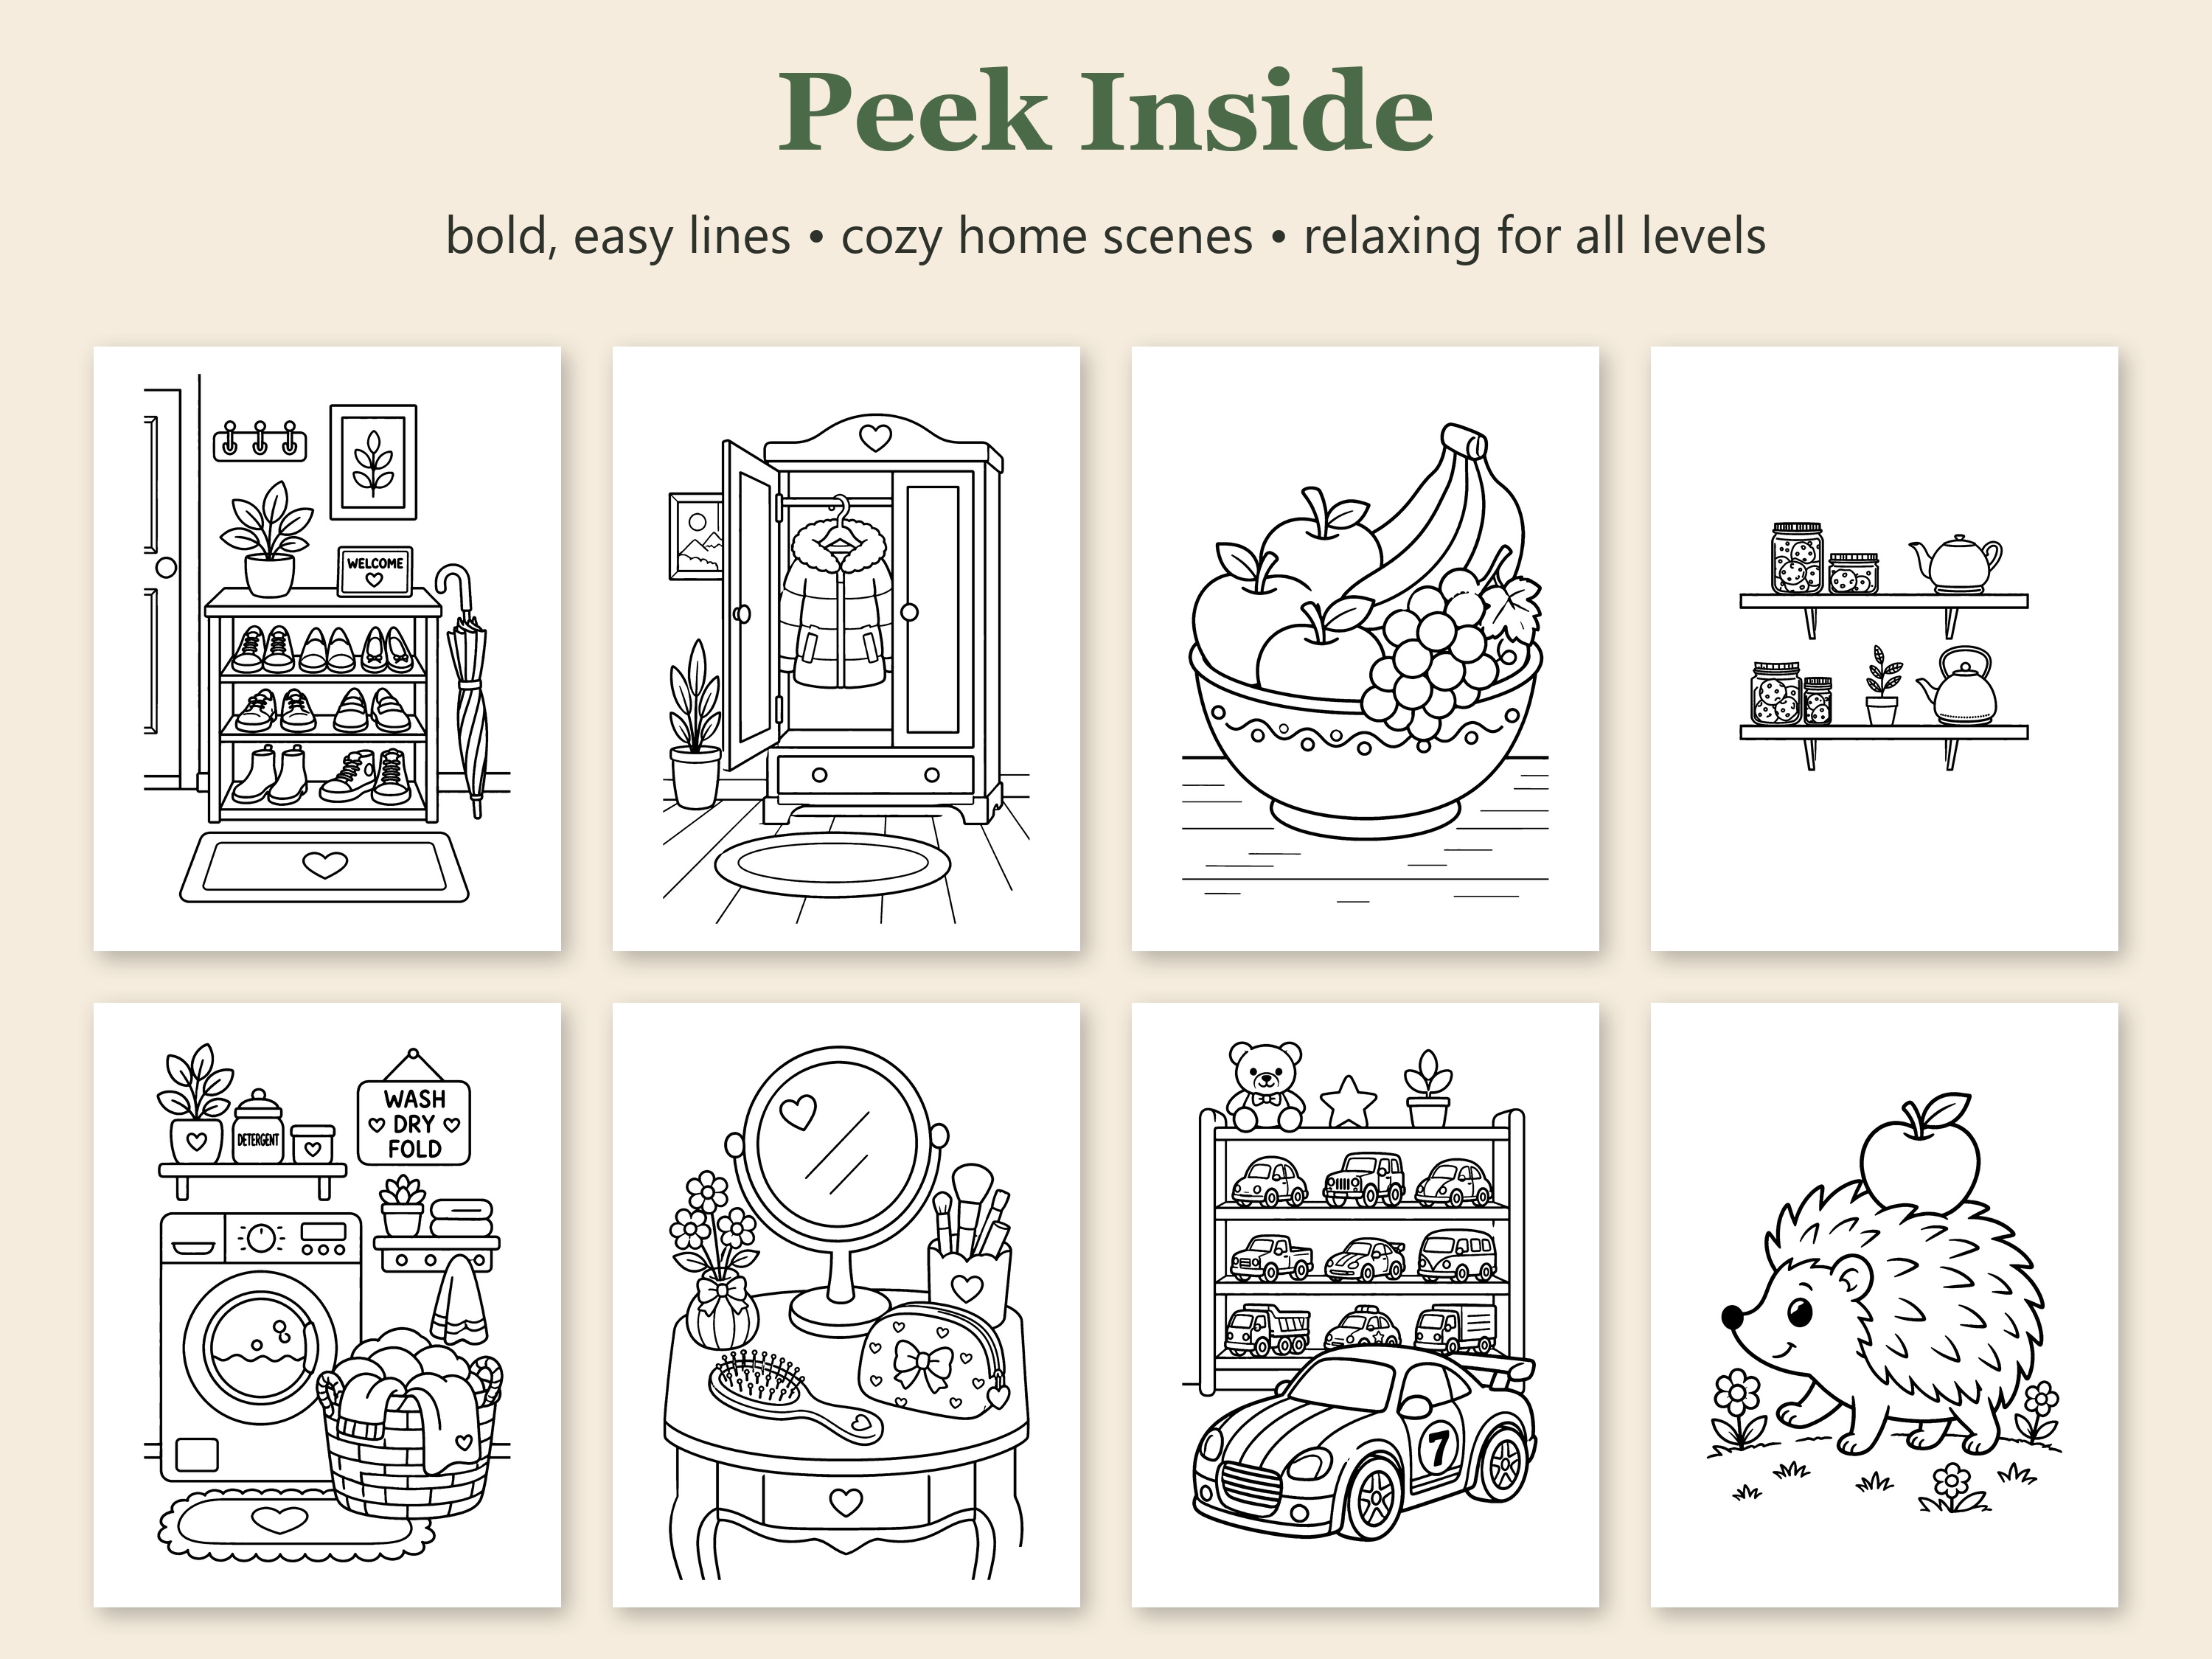 Peek Inside
bold, easy lines • cozy home scenes • relaxing for all levels
WELCOME
DETERGENT
WASH
DRY
FOLD
7